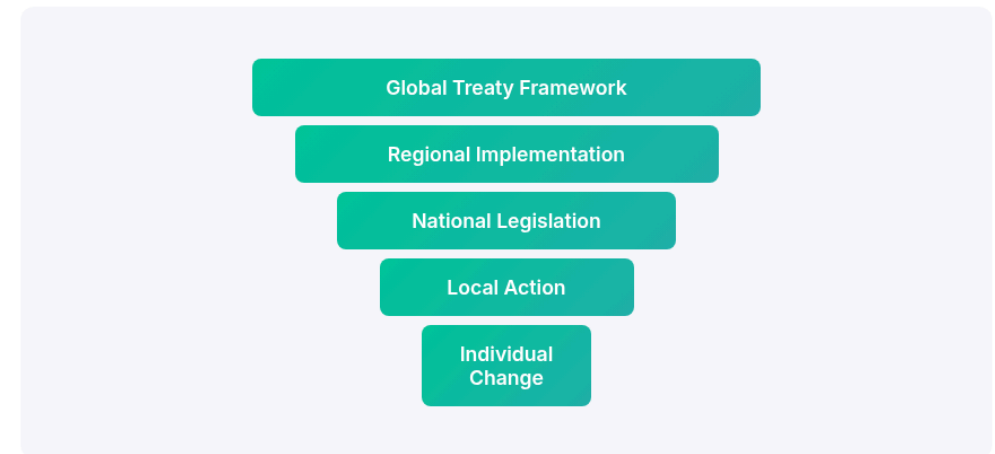 Global Treaty Framework
Regional Implementation
National Legislation
Local Action
Individual
Change